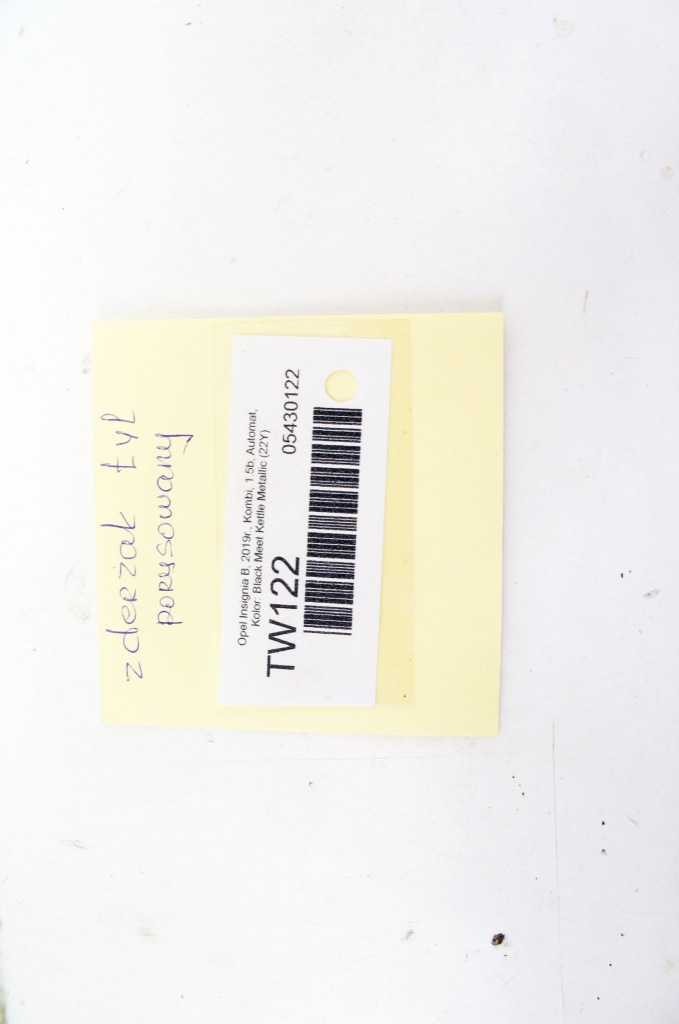 zderzak tył
porysowany
Opel Insignia B, 2019r., Kombi, 1.5b, Automat,
Kolor: Black Meet Kettle Metallic (22Y)
TW122
05430122